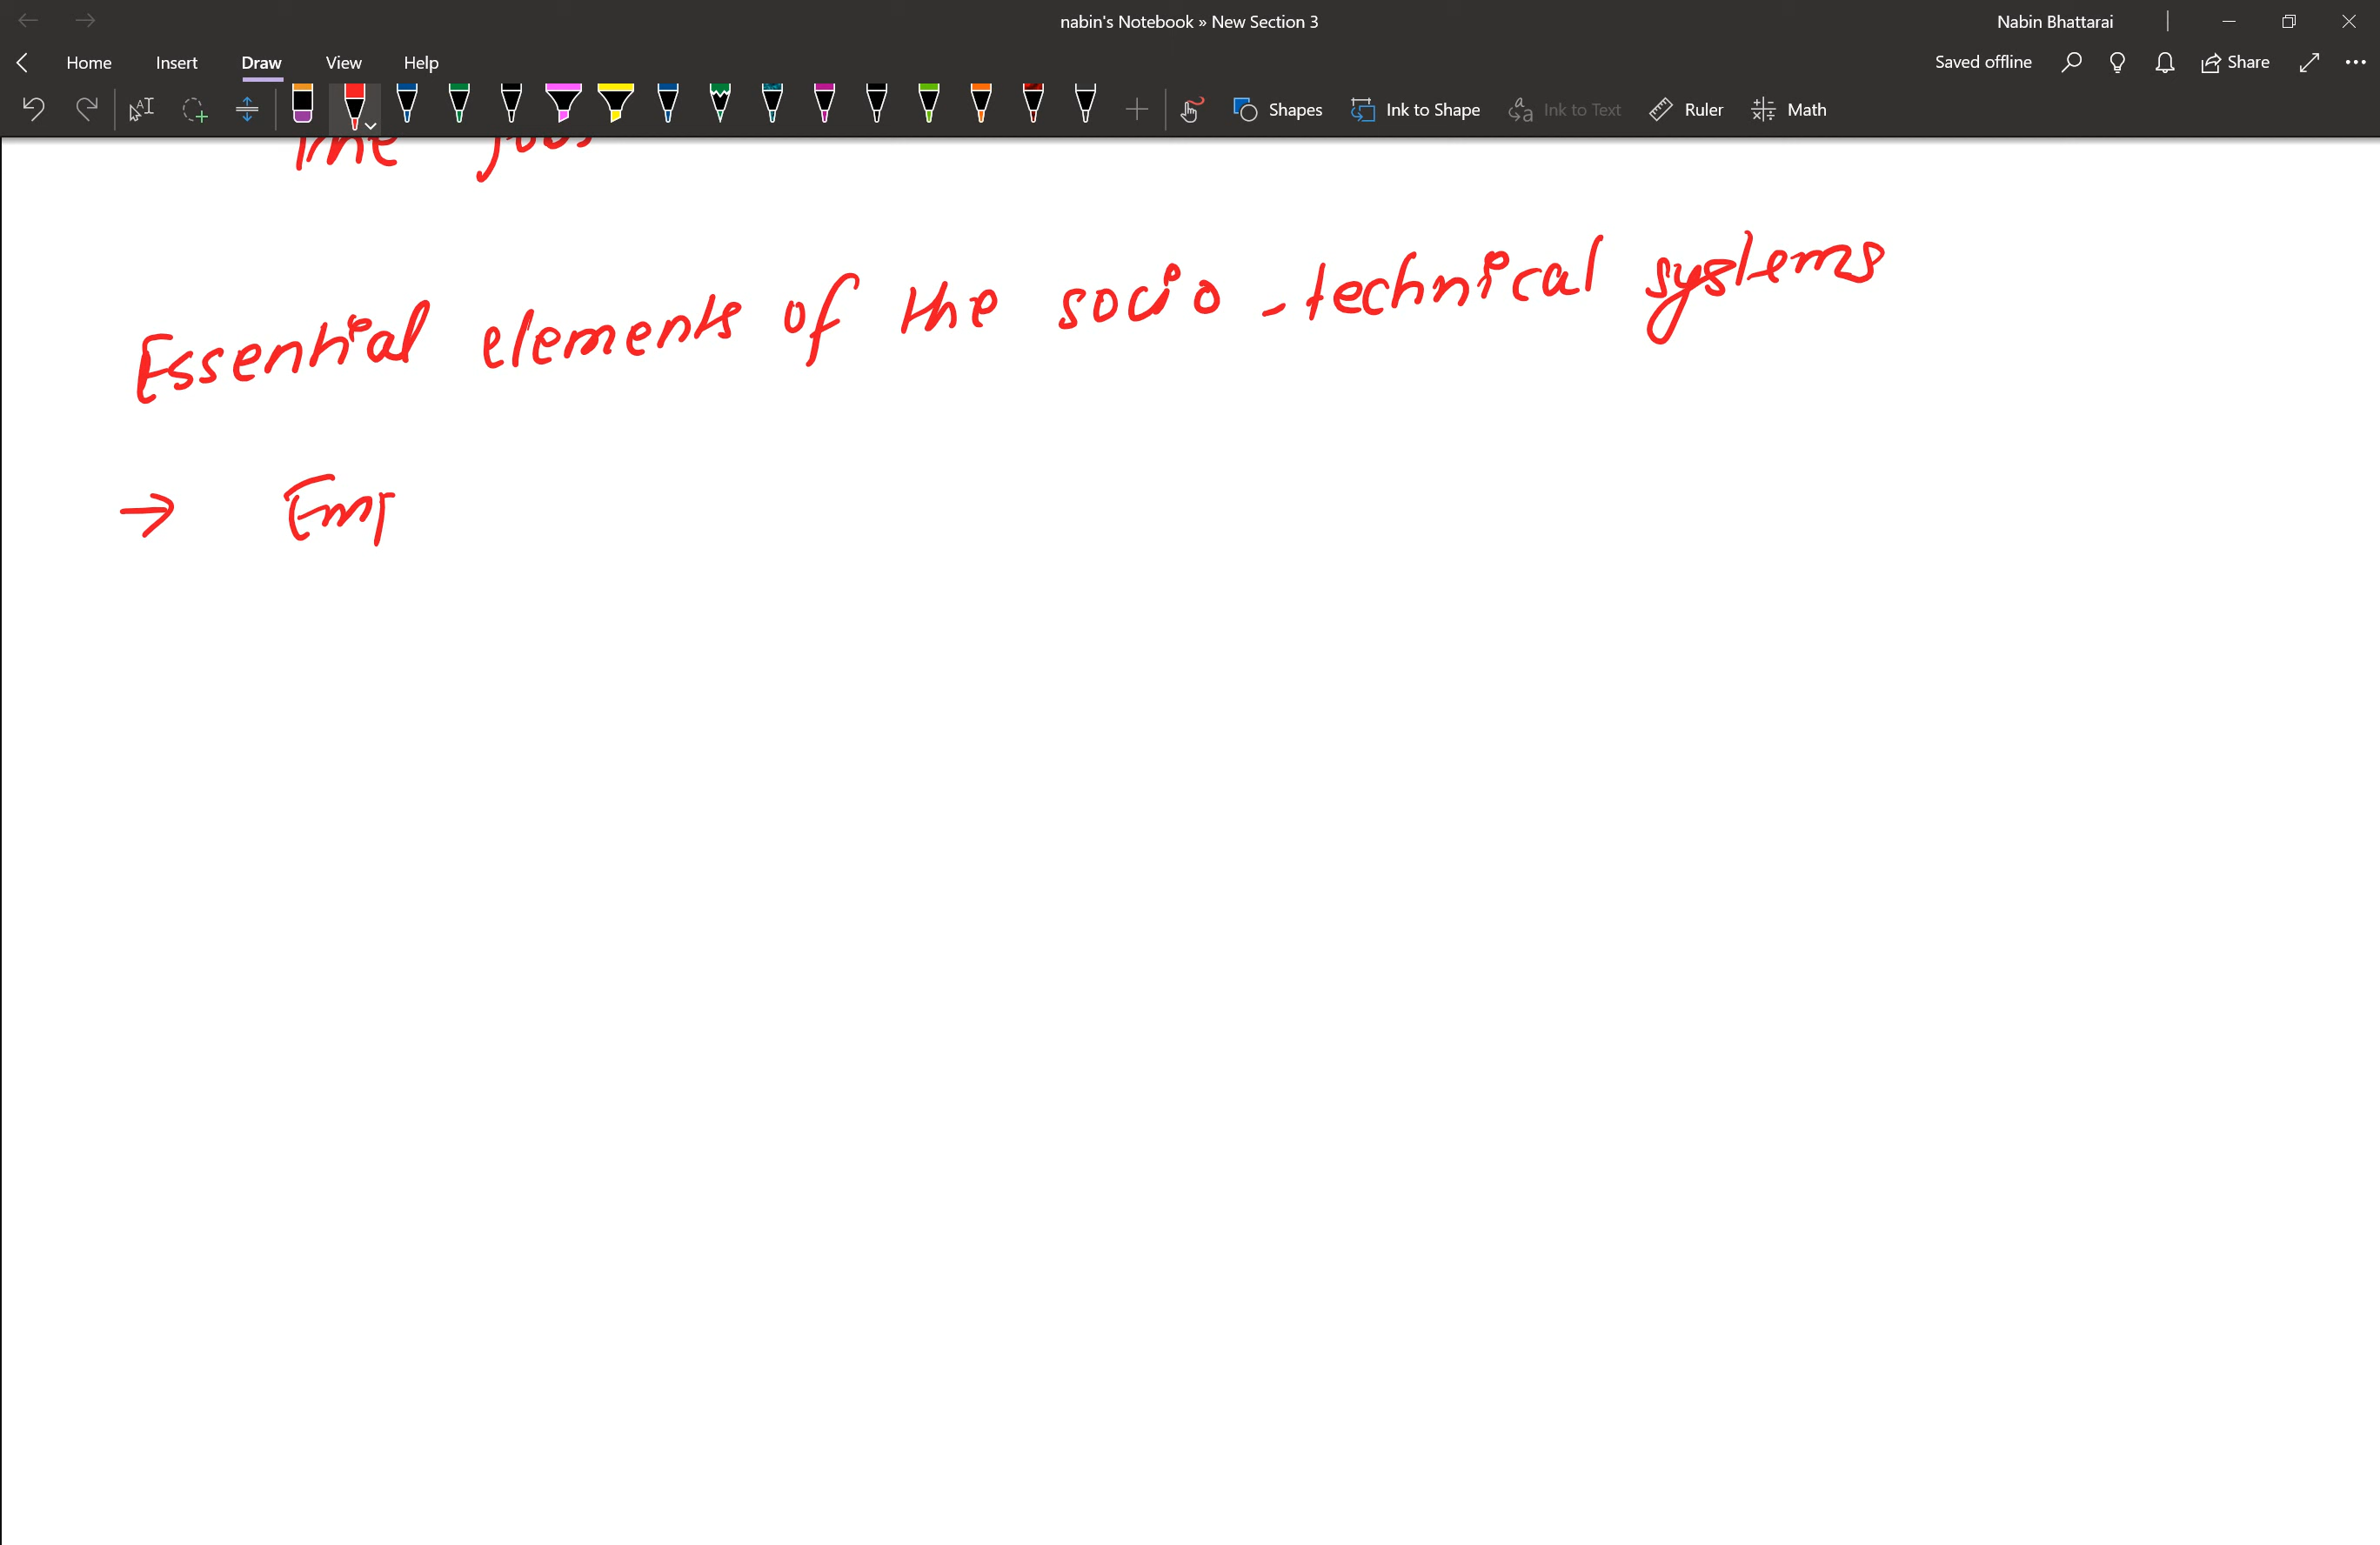 nabin's Notebook » New Section 3
Nabin Bhattarai
Home Insert Draw View Help
Saved offline
Share
Shapes Ink to Shape Ink to Text Ruler Math
the
Essential elements of the socio-technical systems
→ Emp